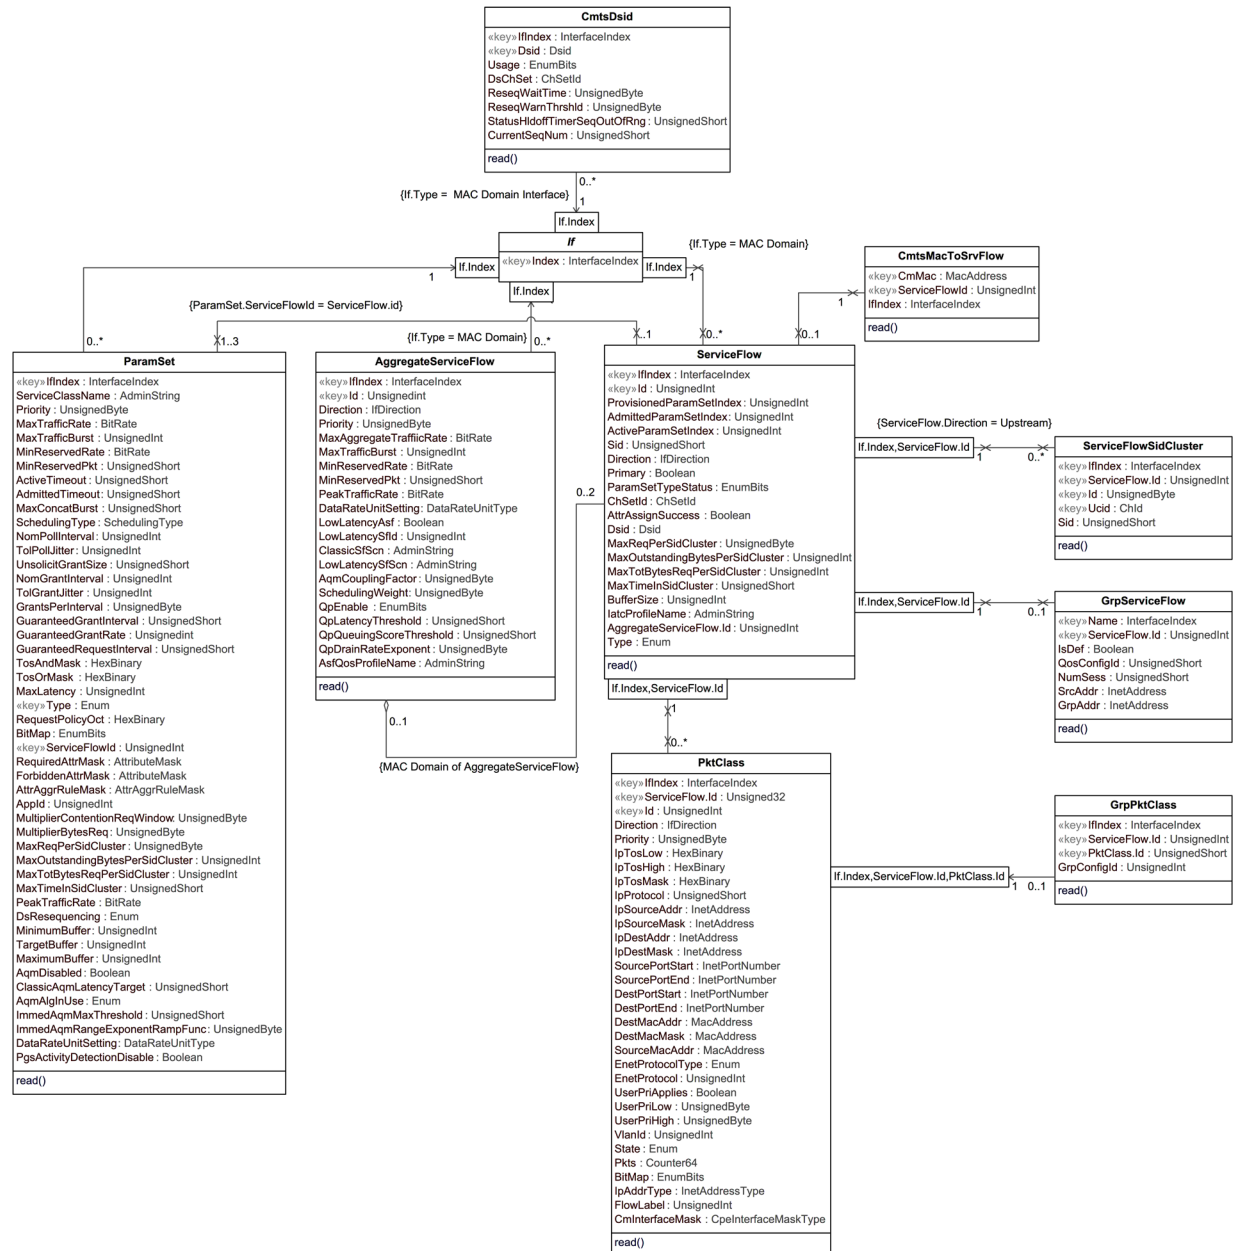 CmtsDsid
«key»IfIndex : InterfaceIndex
«key»Dsid : Dsid
Usage : EnumBits
DsChSet : ChSetId
ReseqWaitTime : UnsignedByte
ReseqWarnThrshld : UnsignedByte
StatusHldoffTimerSeqOutOfRng : UnsignedShort
CurrentSeqNum : UnsignedShort
read()
0..*
{If.Type =  MAC Domain Interface}
1
If.Index
If
«key»Index : InterfaceIndex
If.Index
If.Index
If.Index
1
1
{If.Type = MAC Domain}
CmtsMacToSrvFlow
«key»CmMac : MacAddress
«key»ServiceFlowId : UnsignedInt
IfIndex : InterfaceIndex
read()
1
0..1
{ParamSet.ServiceFlowId = ServiceFlow.id}
{If.Type = MAC Domain}
0..*
1..3
0..*
..1
0..*
ParamSet
«key»IfIndex : InterfaceIndex
ServiceClassName : AdminString
Priority : UnsignedByte
MaxTrafficRate : BitRate
MaxTrafficBurst : UnsignedInt
MinReservedRate : BitRate
MinReservedPkt : UnsignedShort
ActiveTimeout : UnsignedShort
AdmittedTimeout : UnsignedShort
MaxConcatBurst : UnsignedShort
SchedulingType : SchedulingType
NomPollInterval : UnsignedInt
TolPollJitter : UnsignedInt
UnsolicitGrantSize : UnsignedShort
NomGrantInterval : UnsignedInt
TolGrantJitter : UnsignedInt
GrantsPerInterval : UnsignedByte
GuaranteedGrantInterval : UnsignedShort
GuaranteedGrantRate : Unsignedint
GuaranteedRequestInterval : UnsignedShort
TosAndMask : HexBinary
TosOrMask : HexBinary
MaxLatency : UnsignedInt
«key»Type : Enum
RequestPolicyOct : HexBinary
BitMap : EnumBits
«key»ServiceFlowId : UnsignedInt
RequiredAttrMask : AttributeMask
ForbiddenAttrMask : AttributeMask
AttrAggrRuleMask : AttrAggrRuleMask
AppId : UnsignedInt
MultiplierContentionReqWindow: UnsignedByte
MultiplierBytesReq : UnsignedByte
MaxReqPerSidCluster : UnsignedByte
MaxOutstandingBytesPerSidCluster : UnsignedInt
MaxTotBytesReqPerSidCluster : UnsignedInt
MaxTimeInSidCluster : UnsignedShort
PeakTrafficRate : BitRate
DsResequencing : Enum
MinimumBuffer : UnsignedInt
TargetBuffer : UnsignedInt
MaximumBuffer : UnsignedInt
AqmDisabled : Boolean
ClassicAqmLatencyTarget : UnsignedShort
AqmAlgInUse : Enum
ImmedAqmMaxThreshold : UnsignedShort
ImmedAqmRangeExponentRampFunc : UnsignedByte
DataRateUnitSetting : DataRateUnitType
PgsActivityDetectionDisable : Boolean
read()
AggregateServiceFlow
«key»IfIndex : InterfaceIndex
«key»Id : Unsignedint
Direction : IfDirection
Priority : UnsignedByte
MaxAggregateTraffiicRate : BitRate
MaxTrafficBurst : UnsignedInt
MinReservedRate : BitRate
MinReservedPkt : UnsignedShort
PeakTrafficRate : BitRate
DataRateUnitSetting : DataRateUnitType
LowLatencyAsf : Boolean
LowLatencySfId : UnsignedInt
ClassicSfScn : AdminString
LowLatencySfScn : AdminString
AqmCouplingFactor : UnsignedByte
SchedulingWeight : UnsignedByte
QpEnable : EnumBits
QpLatencyThreshold : UnsignedShort
QpQueuingScoreThreshold : UnsignedShort
QpDrainRateExponent : UnsignedByte
AsfQosProfileName : AdminString
read()
0..1
0..2
{MAC Domain of AggregateServiceFlow}
ServiceFlow
«key»IfIndex : InterfaceIndex
«key»Id : UnsignedInt
ProvisionedParamSetIndex : UnsignedInt
AdmittedParamSetIndex : UnsignedInt
ActiveParamSetIndex : UnsignedInt
Sid : UnsignedShort
Direction : IfDirection
Primary : Boolean
ParamSetTypeStatus : EnumBits
ChSetId : ChSetId
AttrAssignSuccess : Boolean
Dsid : Dsid
MaxReqPerSidCluster : UnsignedByte
MaxOutstandingBytesPerSidCluster : UnsignedInt
MaxTotBytesReqPerSidCluster : UnsignedInt
MaxTimeInSidCluster : UnsignedShort
BufferSize : UnsignedInt
IatcProfileName : AdminString
AggregateServiceFlow.Id : UnsignedInt
Type : Enum
read()
If.Index,ServiceFlow.Id
1
0..*
{ServiceFlow.Direction = Upstream}
If.Index,ServiceFlow.Id
1
0..*
ServiceFlowSidCluster
«key»IfIndex : InterfaceIndex
«key»ServiceFlow.Id : UnsignedInt
«key»Id : UnsignedByte
«key»Ucid : ChId
Sid : UnsignedShort
read()
If.Index,ServiceFlow.Id
1
0..1
GrpServiceFlow
«key»Name : InterfaceIndex
«key»ServiceFlow.Id : UnsignedInt
IsDef : Boolean
QosConfigId : UnsignedShort
NumSess : UnsignedShort
SrcAddr : InetAddress
GrpAddr : InetAddress
read()
PktClass
«key»IfIndex : InterfaceIndex
«key»ServiceFlow.Id : Unsigned32
«key»Id : UnsignedInt
Direction : IfDirection
Priority : UnsignedByte
IpTosLow : HexBinary
IpTosHigh : HexBinary
IpTosMask : HexBinary
IpProtocol : UnsignedShort
IpSourceAddr : InetAddress
IpSourceMask : InetAddress
IpDestAddr : InetAddress
IpDestMask : InetAddress
SourcePortStart : InetPortNumber
SourcePortEnd : InetPortNumber
DestPortStart : InetPortNumber
DestPortEnd : InetPortNumber
DestMacAddr : MacAddress
DestMacMask : MacAddress
SourceMacAddr : MacAddress
EnetProtocolType : Enum
EnetProtocol : UnsignedInt
UserPriApplies : Boolean
UserPriLow : UnsignedByte
UserPriHigh : UnsignedByte
VlanId : UnsignedInt
State : Enum
Pkts : Counter64
BitMap : EnumBits
IpAddrType : InetAddressType
FlowLabel : UnsignedInt
CmInterfaceMask : CpeInterfaceMaskType
read()
If.Index,ServiceFlow.Id,PktClass.Id
1
0..1
GrpPktClass
«key»IfIndex : InterfaceIndex
«key»ServiceFlow.Id : UnsignedInt
«key»PktClass.Id : UnsignedShort
GrpConfigId : UnsignedInt
read()